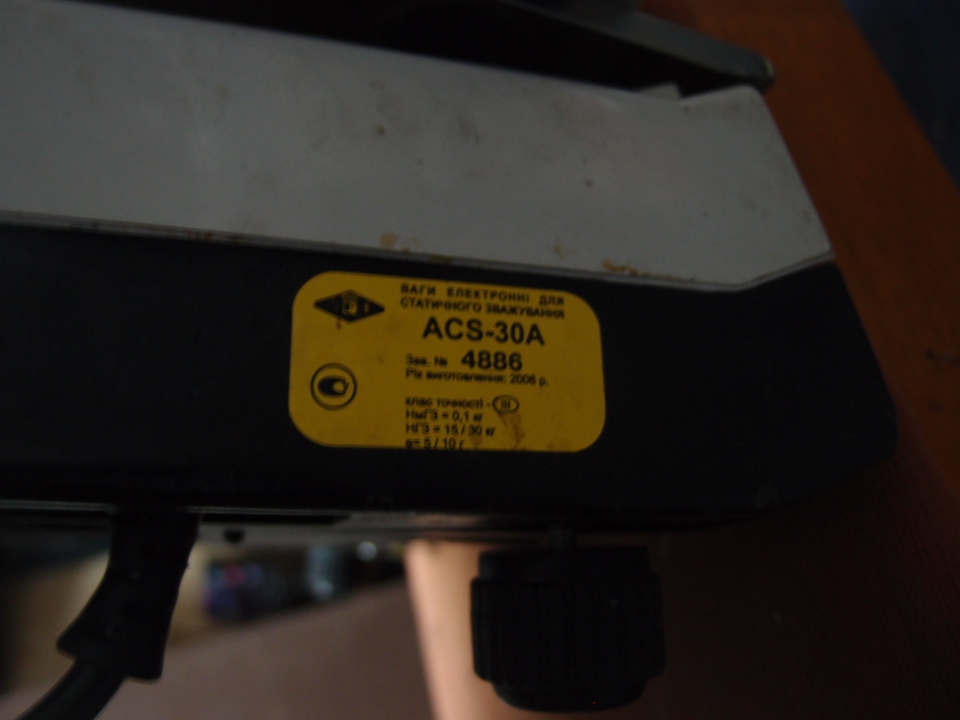 ВАГИ ЕЛЕКТРОННІ ДЛЯ
СТАТИЧНОГО ЗВАЖУВАННЯ
ACS-30A
Зав. № 4886
Рік виготовлення: 2006 р.
клас точності - III
НмГЗ = 0,1 кг
НГЗ = 15 / 30 кг
e= 5 / 10 г